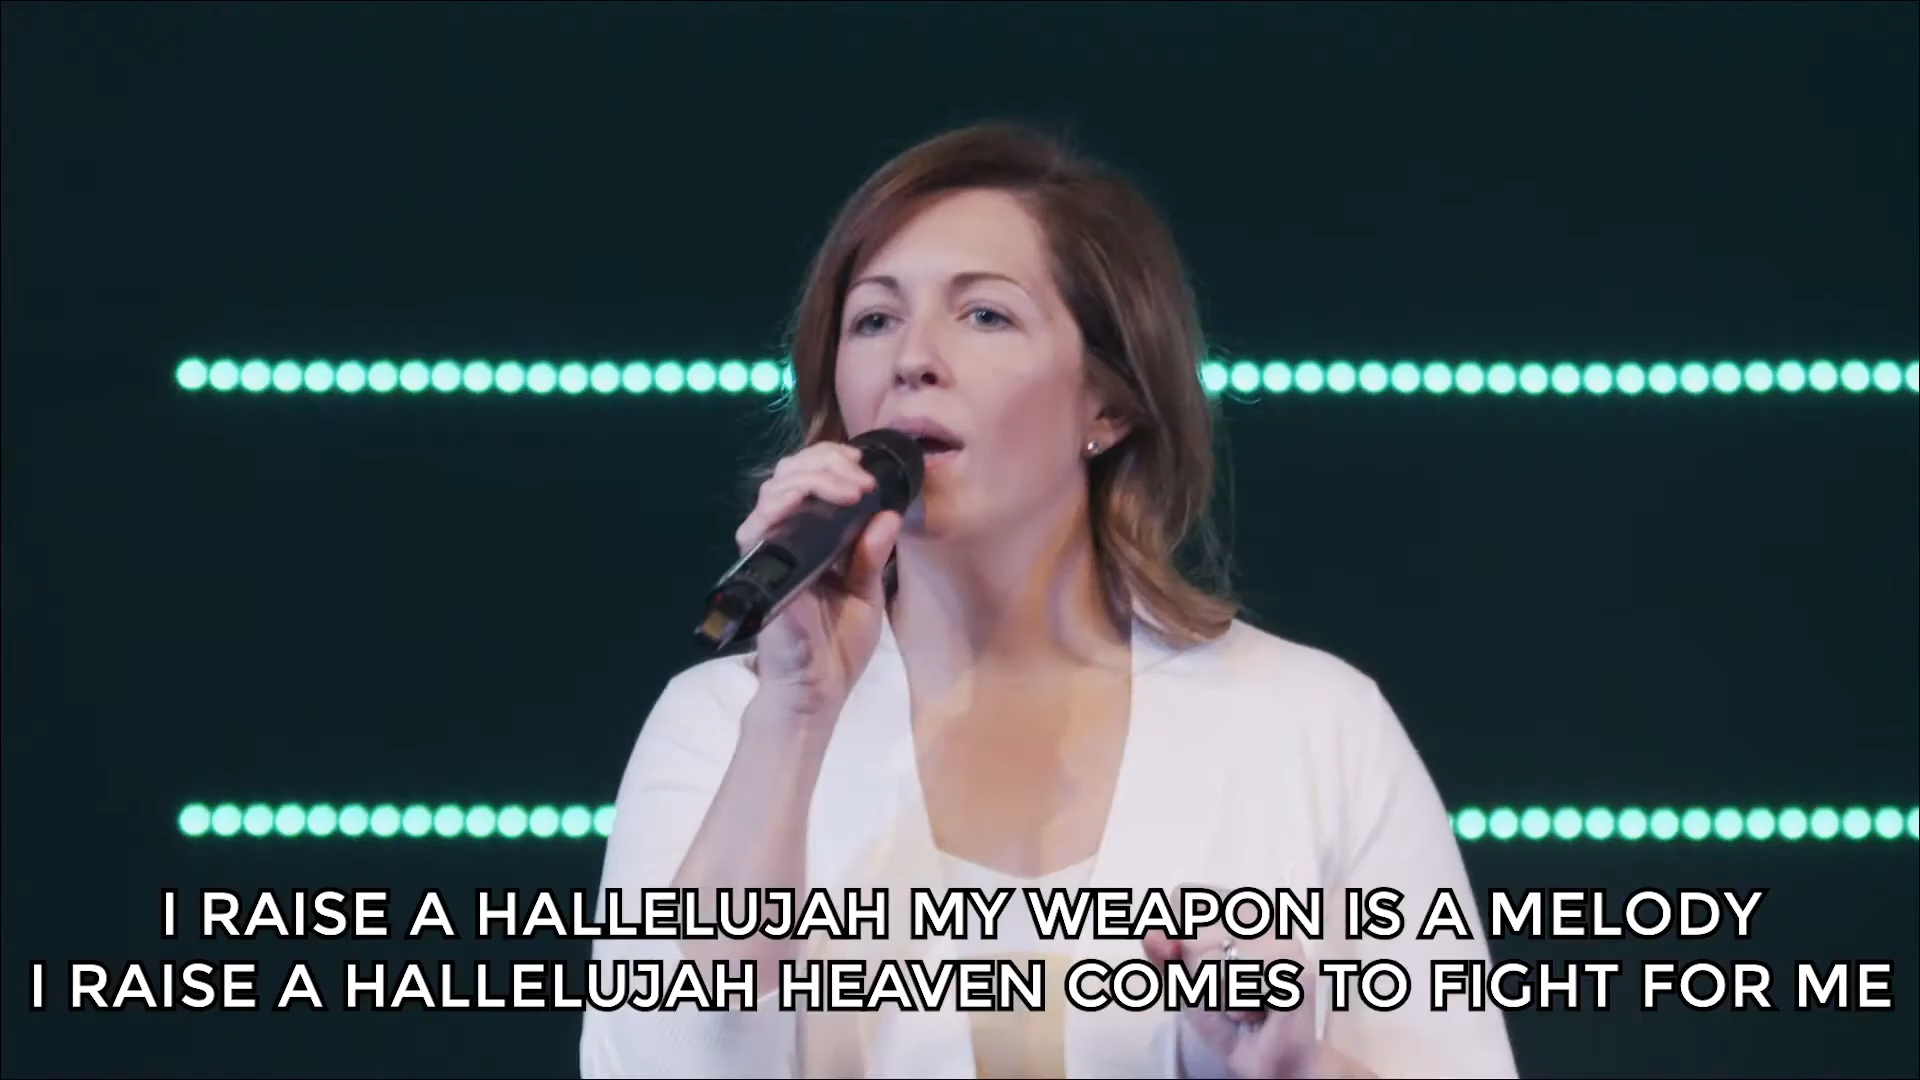 I RAISE A HALLELUJAH MY WEAPON IS A MELODY
I RAISE A HALLELUJAH HEAVEN COMES TO FIGHT FOR ME